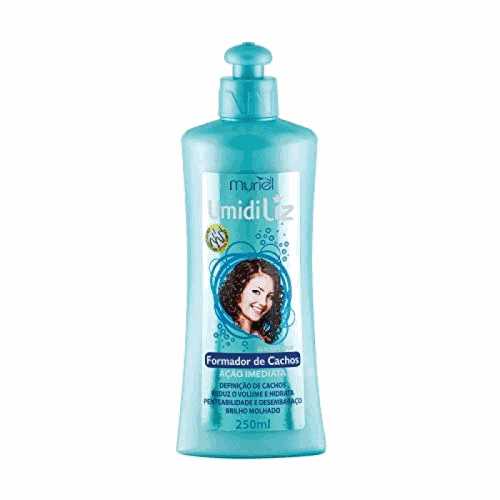 muriel
UmidiLiz
Formador de Cachos
AÇÃO IMEDIATA
DEFINIÇÃO DE CACHOS
REDUZ O VOLUME E HIDRATA
PENTEABILIDADE E DESEMBARAÇO
BRILHO MOLHADO
250ml